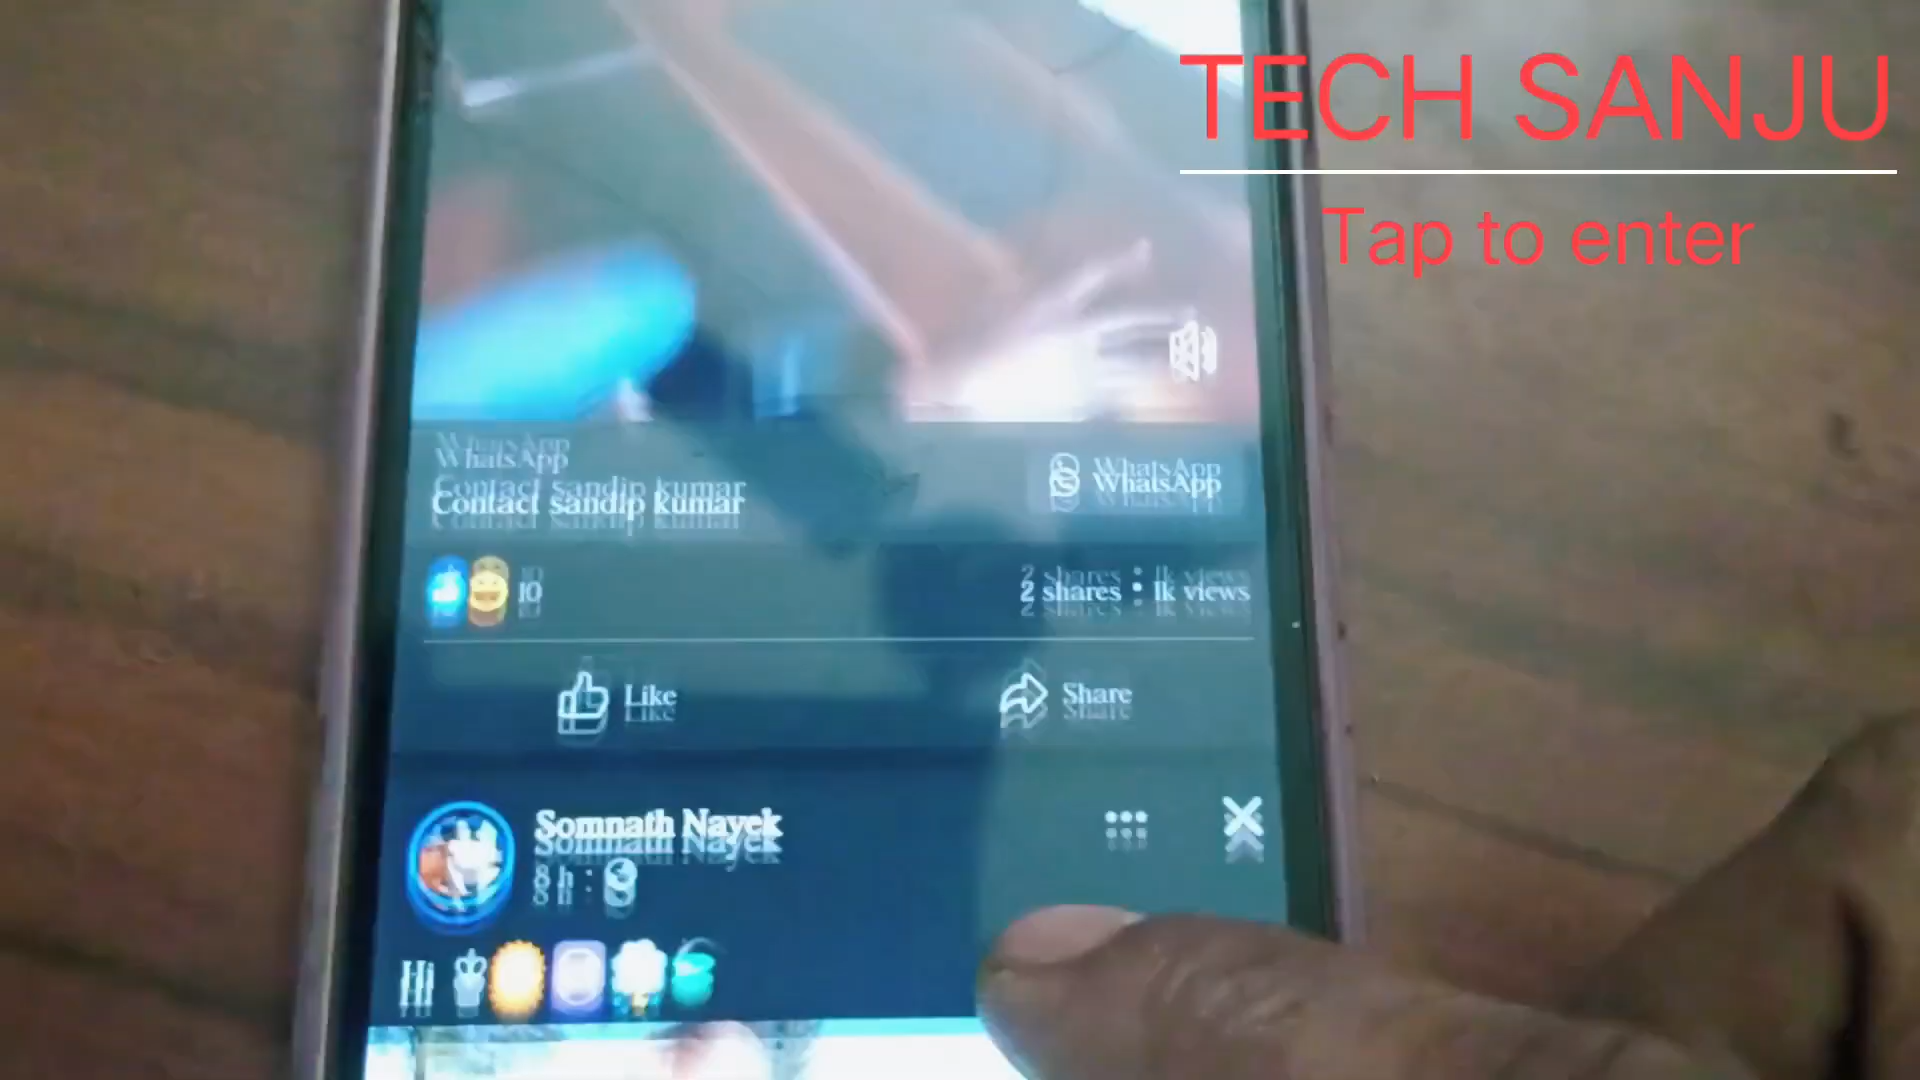 TECH SANJU
Tap to enter
WhatsApp
Contact sandip kumar
WhatsApp
10
2 shares • 1k views
Like
Share
Somnath Nayek
8 h ·
Hi